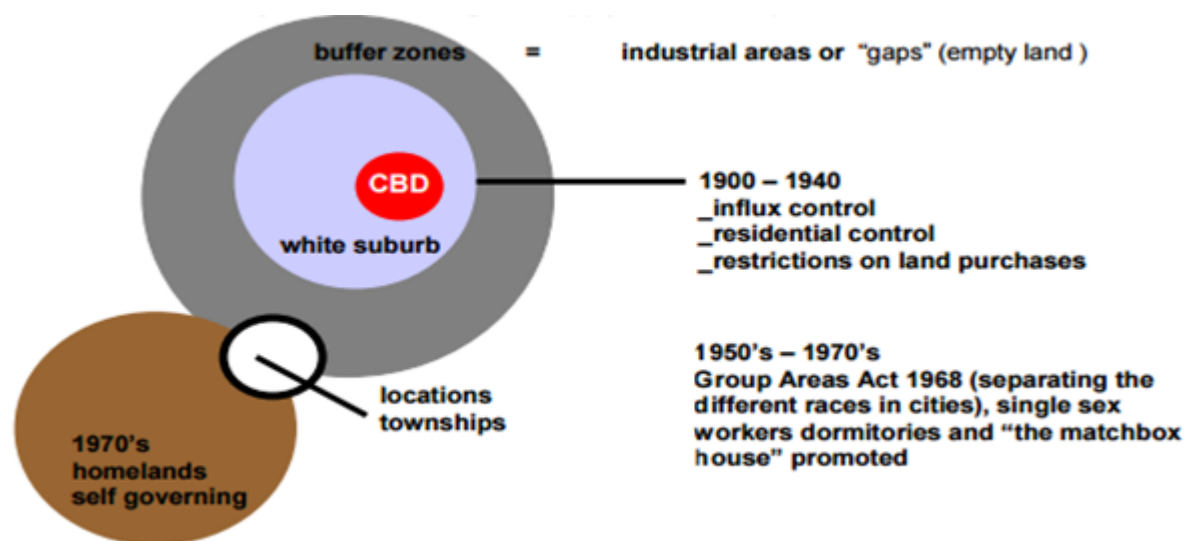 buffer zones = industrial areas or "gaps" (empty land )
CBD
white suburb
1900 – 1940
_influx control
_residential control
_restrictions on land purchases
locations
townships
1950's – 1970's
Group Areas Act 1968 (separating the
different races in cities), single sex
workers dormitories and "the matchbox
house" promoted
1970's
homelands
self governing